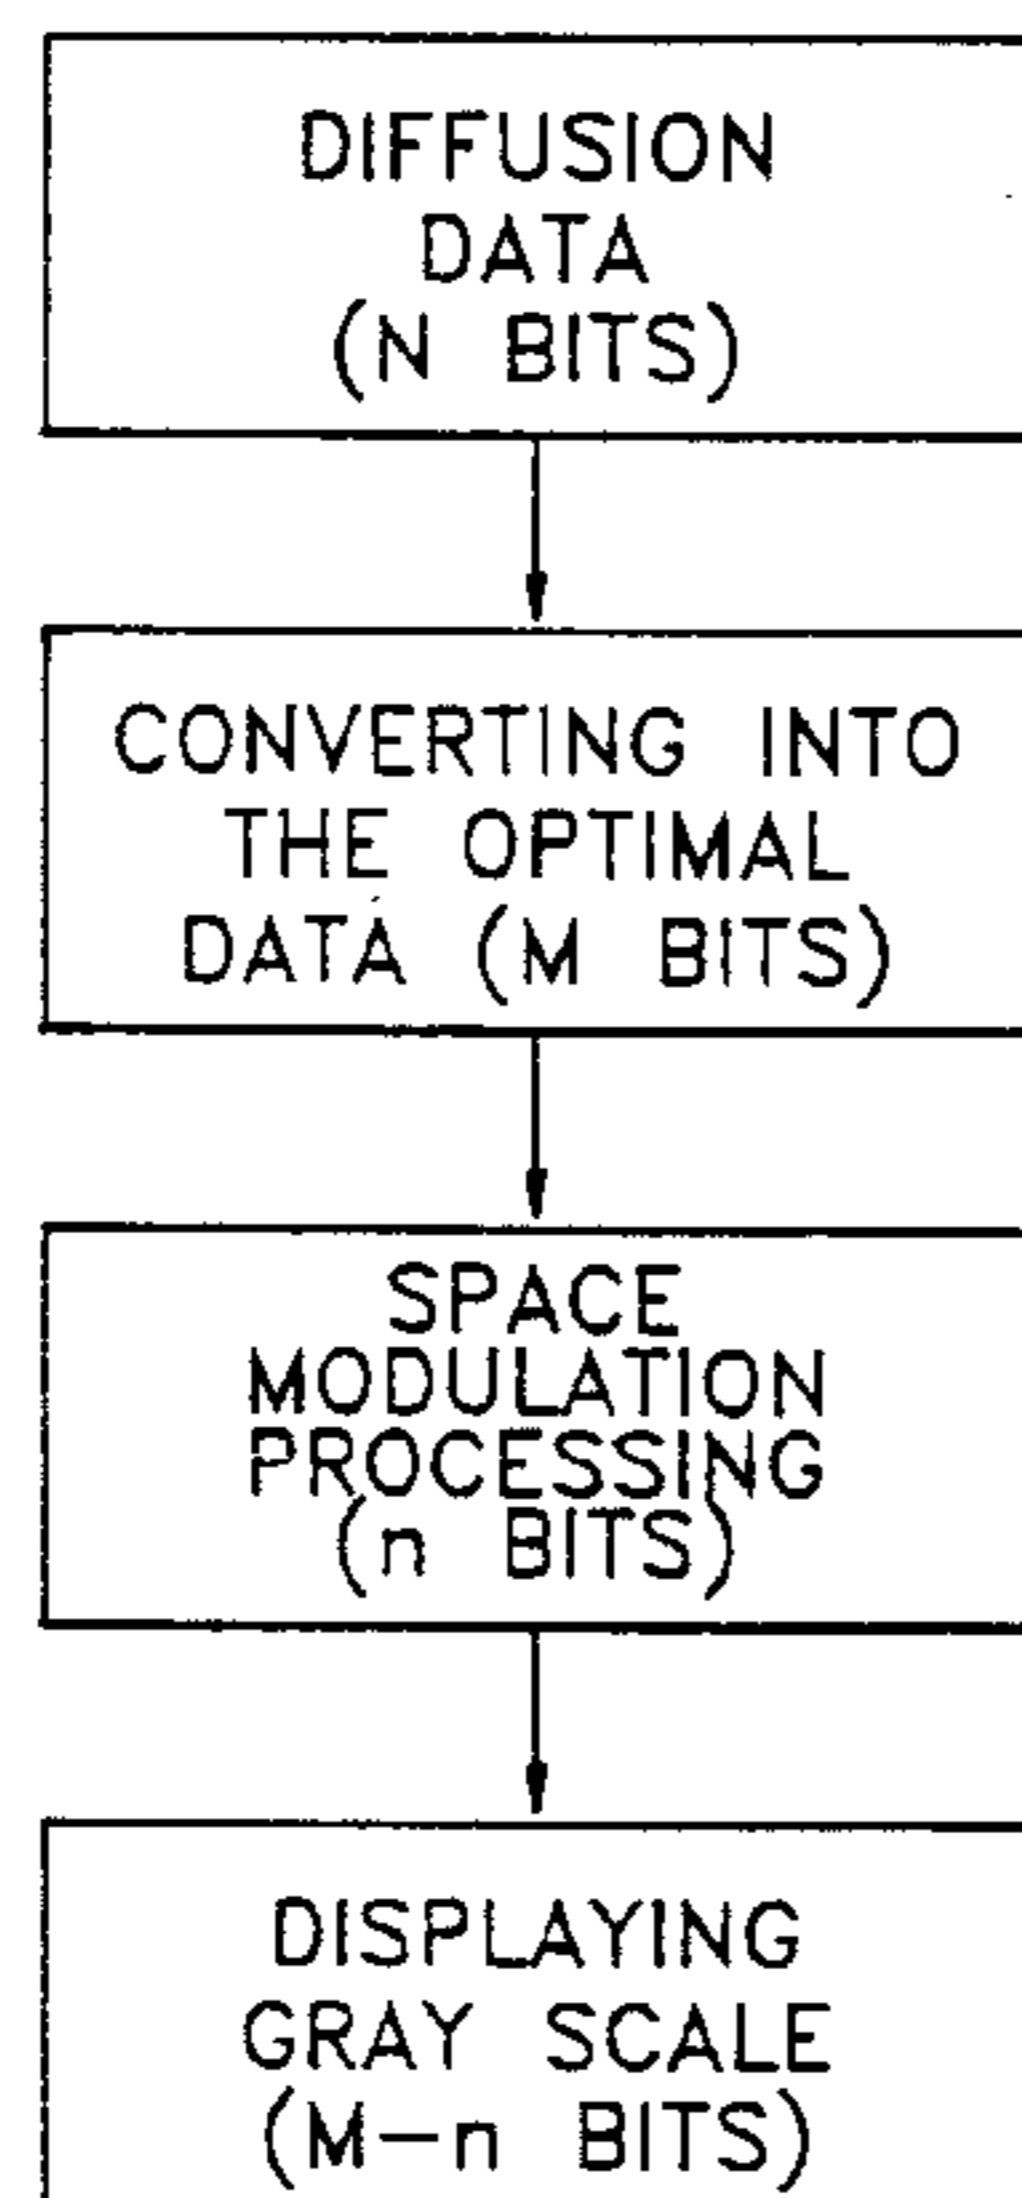 DIFFUSION
DATA
(N BITS)
CONVERTING INTO
THE OPTIMAL
DATA (M BITS)
SPACE
MODULATION
PROCESSING
(n BITS)
DISPLAYING
GRAY SCALE
(M-n BITS)